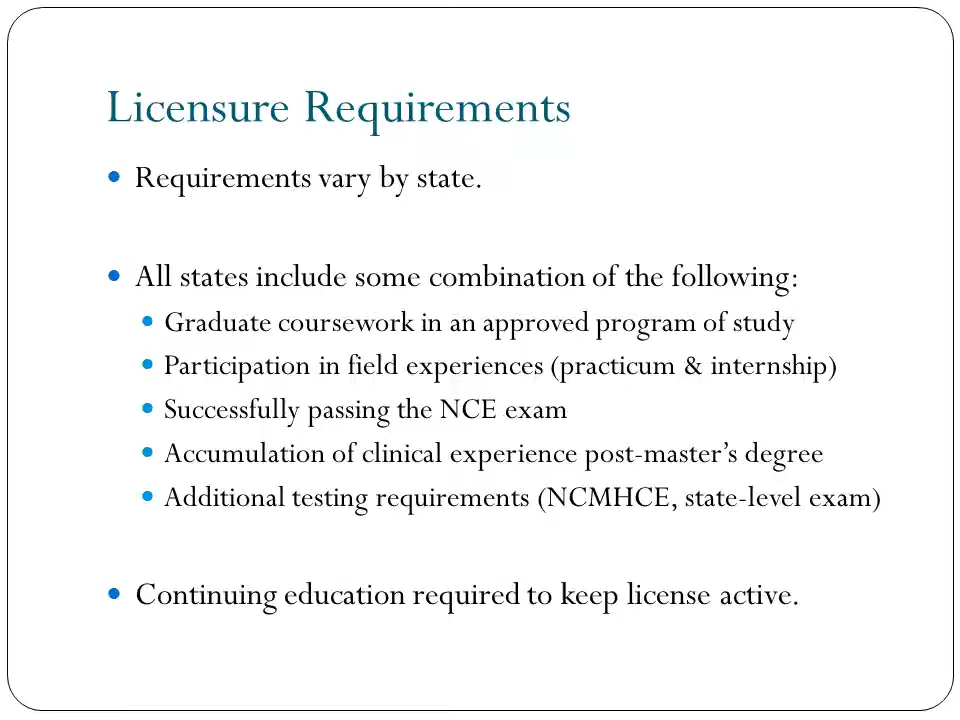 Licensure Requirements
Requirements vary by state.
All states include some combination of the following:
Graduate coursework in an approved program of study
Participation in field experiences (practicum & internship)
Successfully passing the NCE exam
Accumulation of clinical experience post-master’s degree
Additional testing requirements (NCMHCE, state-level exam)
Continuing education required to keep license active.